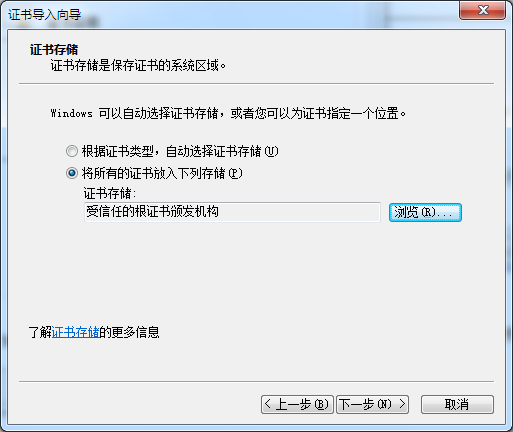 证书导入向导
证书存储
证书存储是保存证书的系统区域。
Windows 可以自动选择证书存储，或者您可以为证书指定一个位置。
根据证书类型，自动选择证书存储(U)
将所有的证书放入下列存储(P)
证书存储:
受信任的根证书颁发机构
浏览(R)...
了解证书存储的更多信息
< 上一步(B) 下一步(N) > 取消